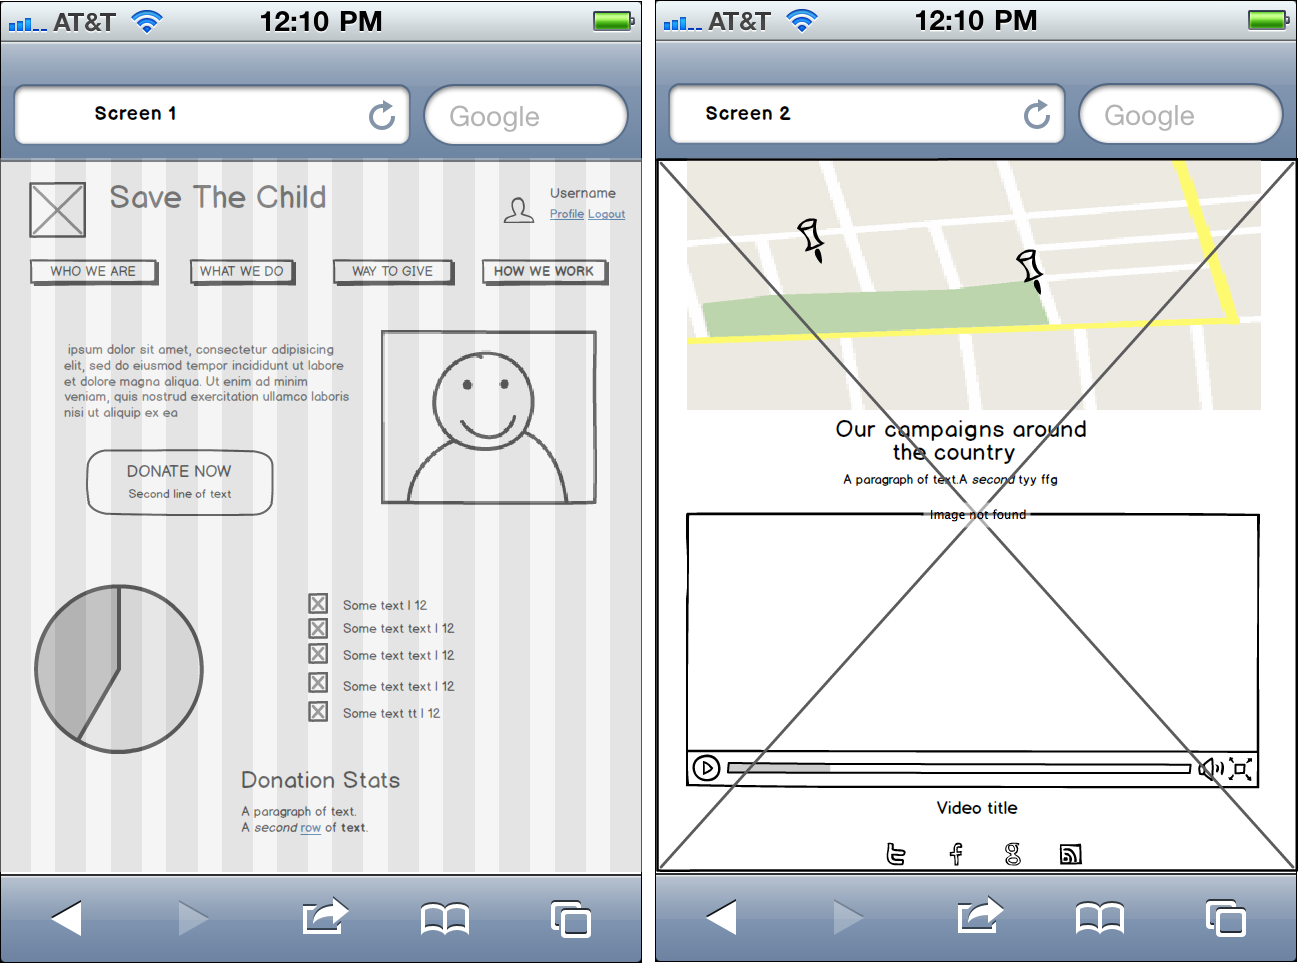 AT&T 12:10 PM
Screen 1 Google
Save The Child
Username
Profile Logout
WHO WE ARE WHAT WE DO WAY TO GIVE HOW WE WORK
ipsum dolor sit amet, consectetur adipisicing
elit, sed do eiusmod tempor incididunt ut labore
et dolore magna aliqua. Ut enim ad minim
veniam, quis nostrud exercitation ullamco laboris
nisi ut aliquip ex ea
DONATE NOW
Second line of text
Some text | 12
Some text text | 12
Some text text | 12
Some text text | 12
Some text tt | 12
Donation Stats
A paragraph of text.
A second row of text.
AT&T 12:10 PM
Screen 2 Google
Our campaigns around
the country
A paragraph of text.A second tyy ffg
Image not found
Video title